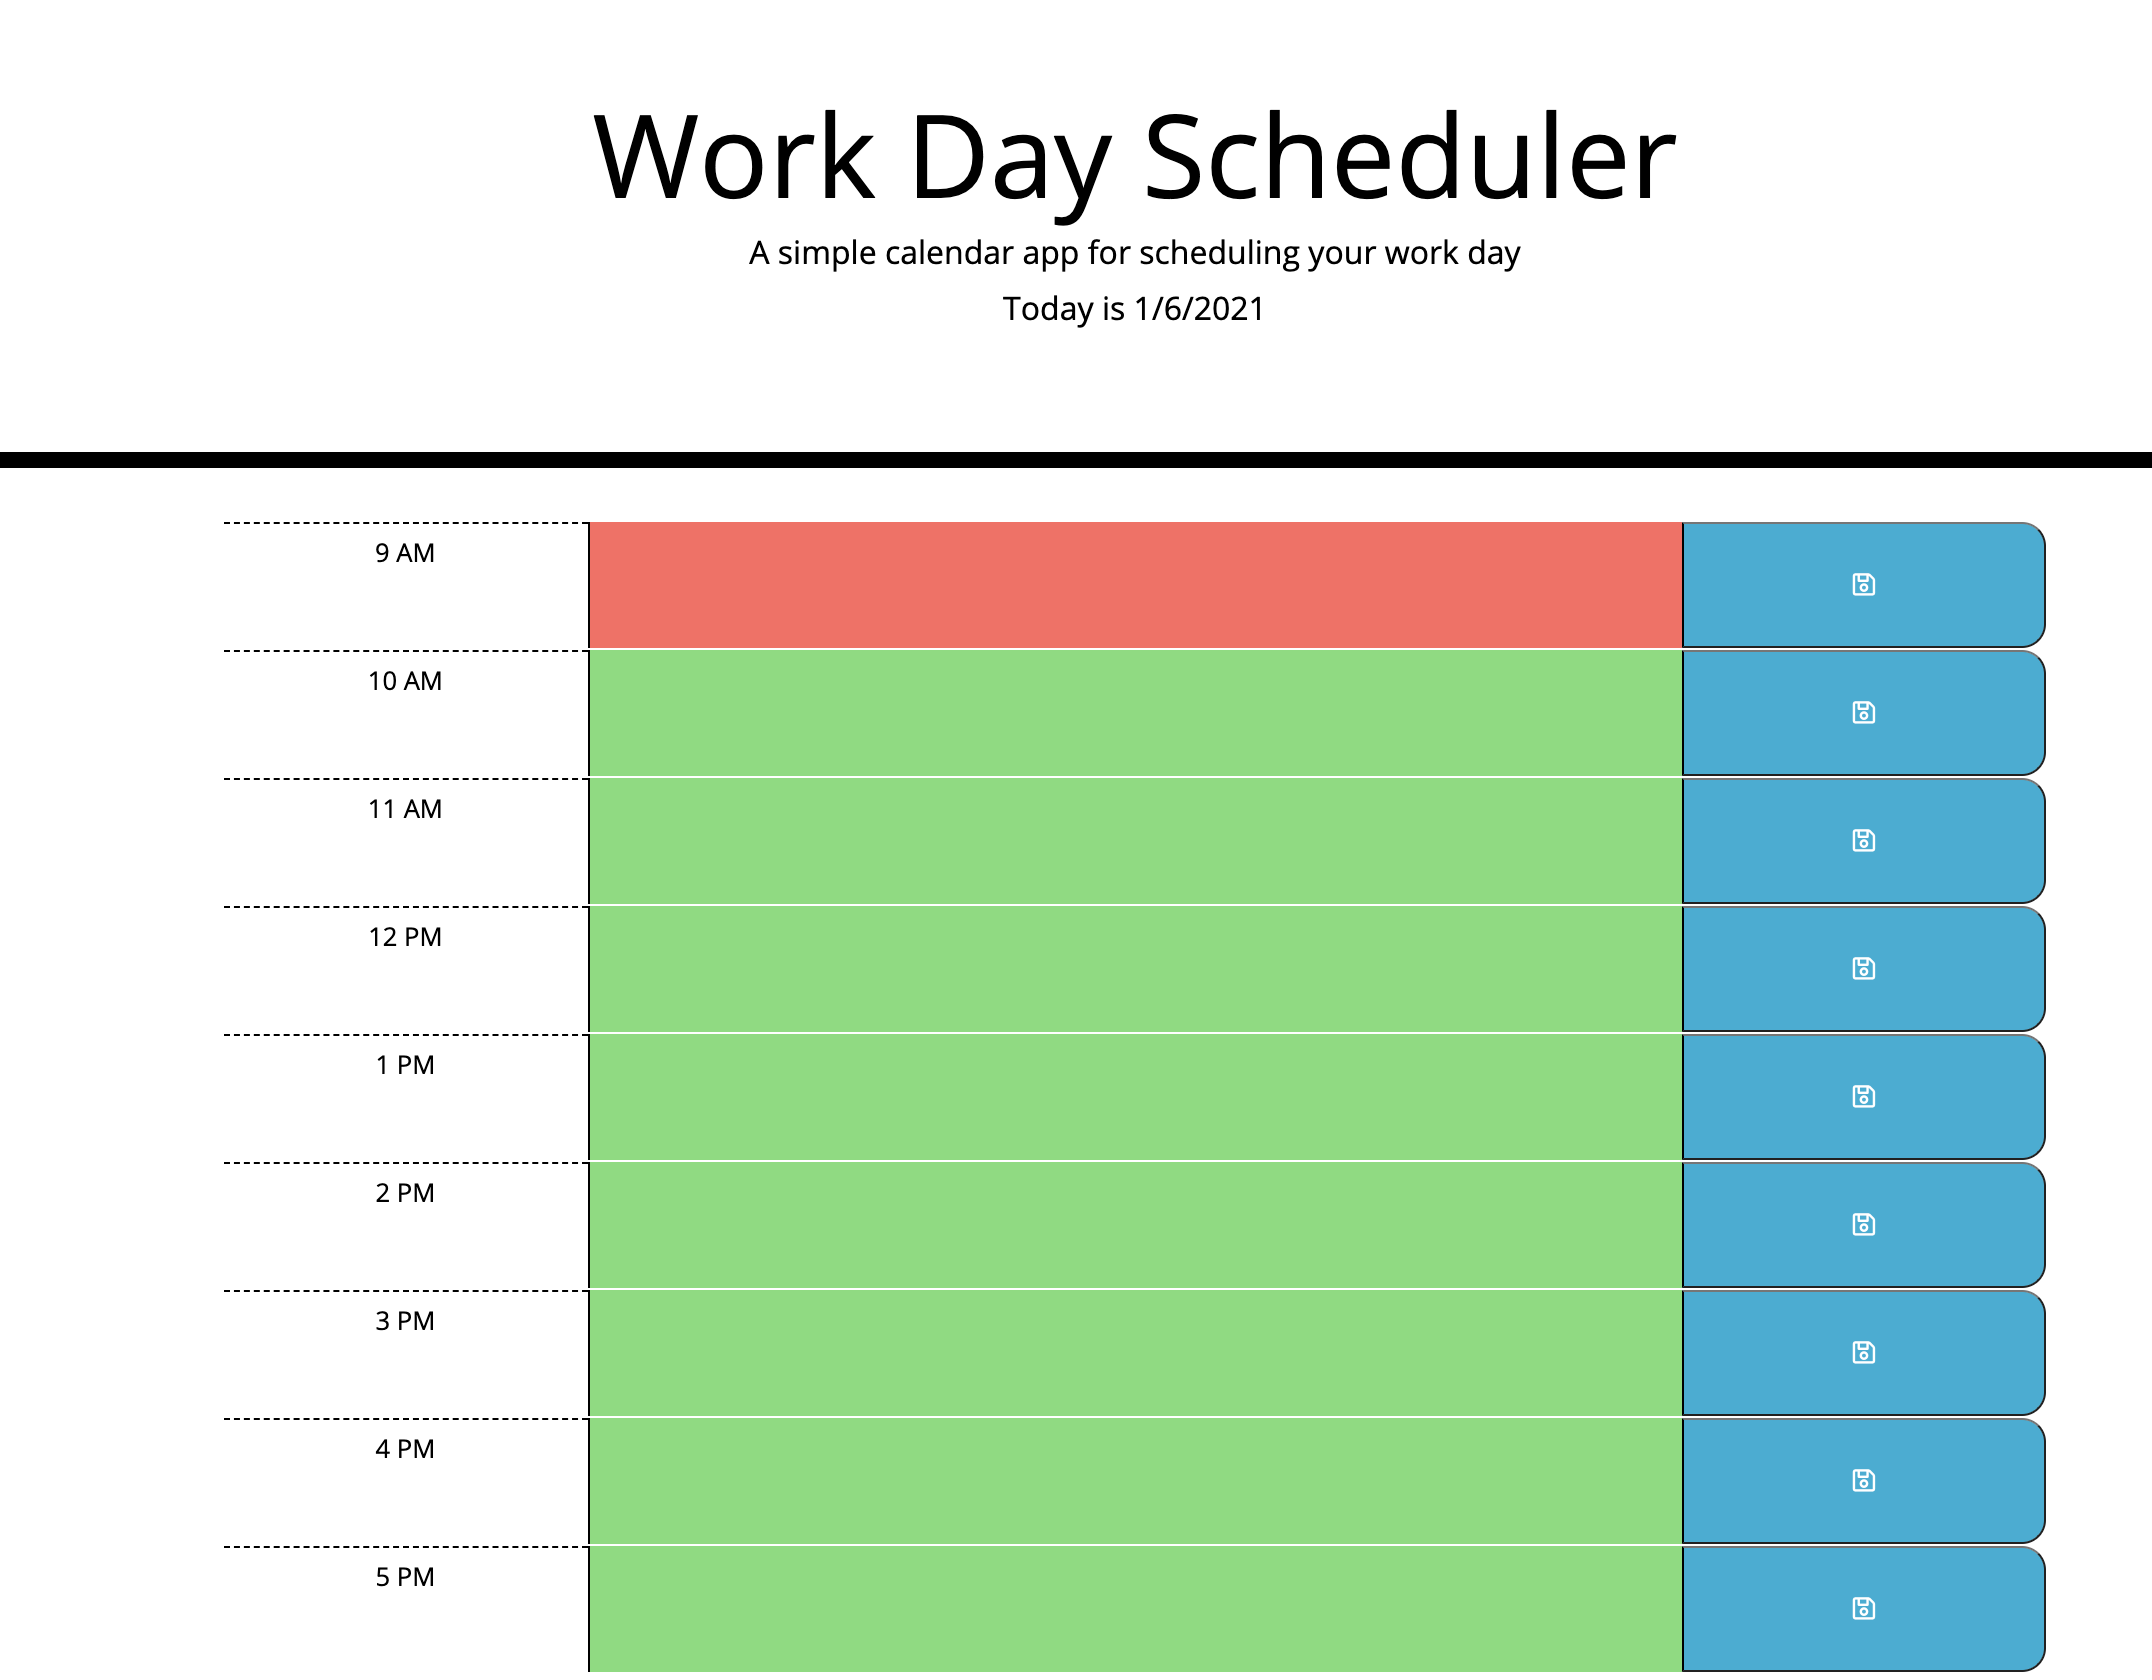 Work Day Scheduler
A simple calendar app for scheduling your work day
Today is 1/6/2021
9 AM
10 AM
11 AM
12 PM
1 PM
2 PM
3 PM
4 PM
5 PM